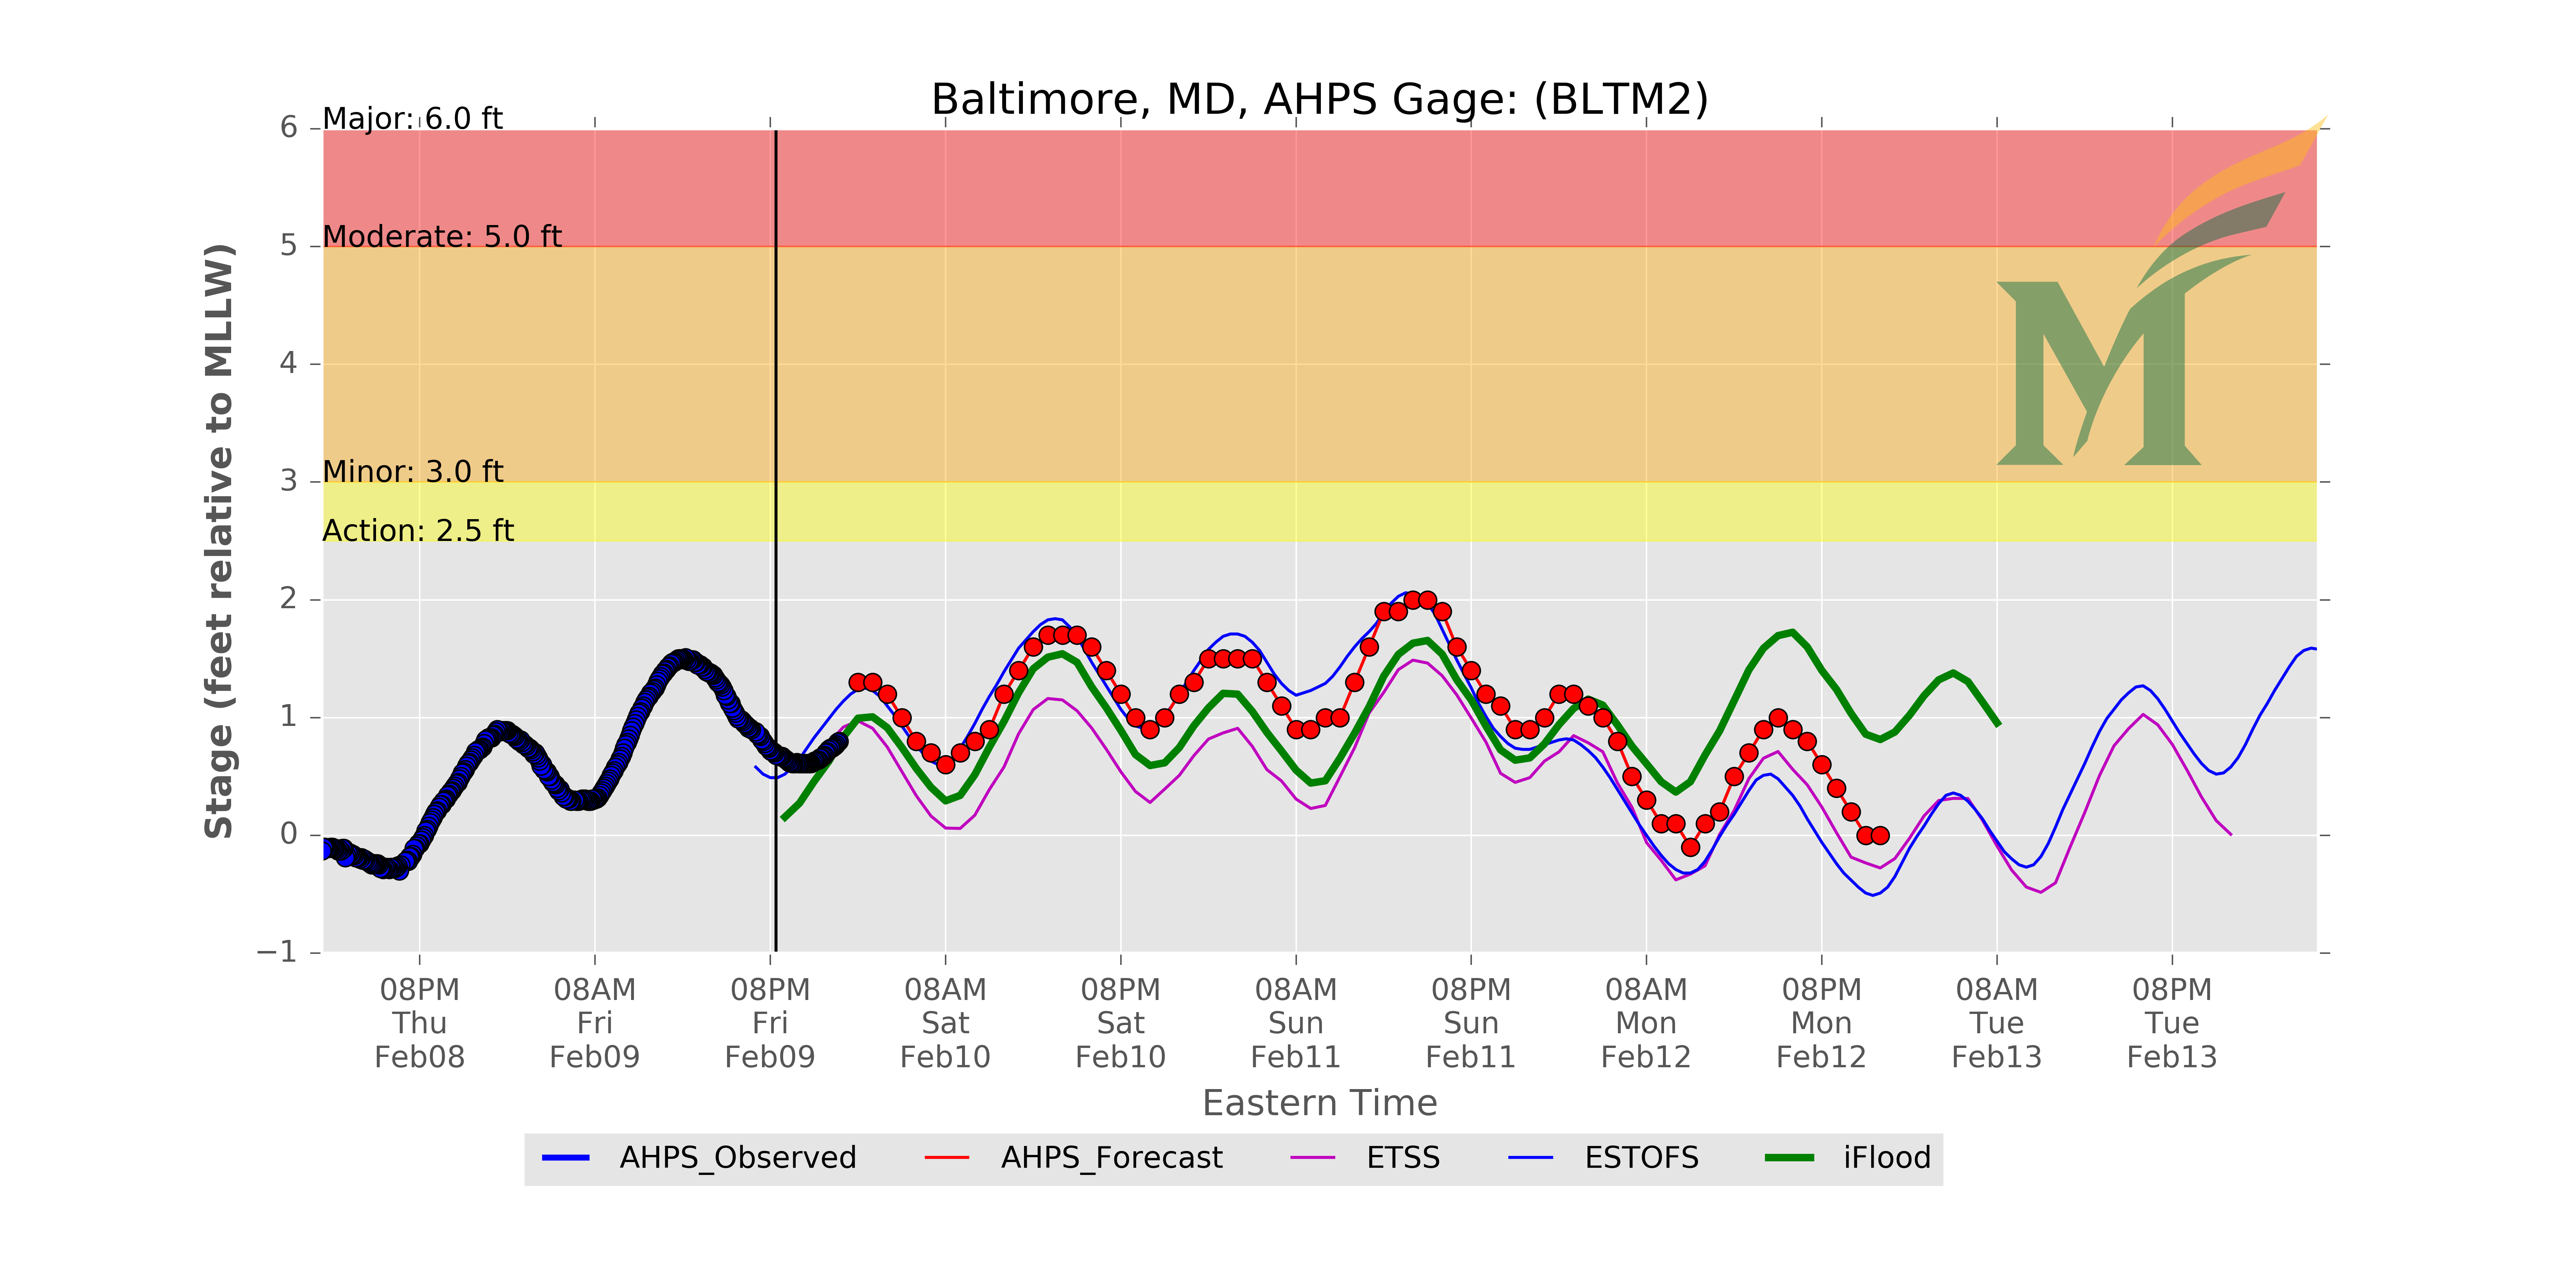 Baltimore, MD, AHPS Gage: (BLTM2)
Major: 6.0 ft
Moderate: 5.0 ft
Minor: 3.0 ft
Action: 2.5 ft
6
5
4
3
2
1
0
−1
Stage (feet relative to MLLW)
08PM Thu Feb08
08AM Fri Feb09
08PM Fri Feb09
08AM Sat Feb10
08PM Sat Feb10
08AM Sun Feb11
08PM Sun Feb11
08AM Mon Feb12
08PM Mon Feb12
08AM Tue Feb13
08PM Tue Feb13
Eastern Time
AHPS_Observed
AHPS_Forecast
ETSS
ESTOFS
iFlood
M